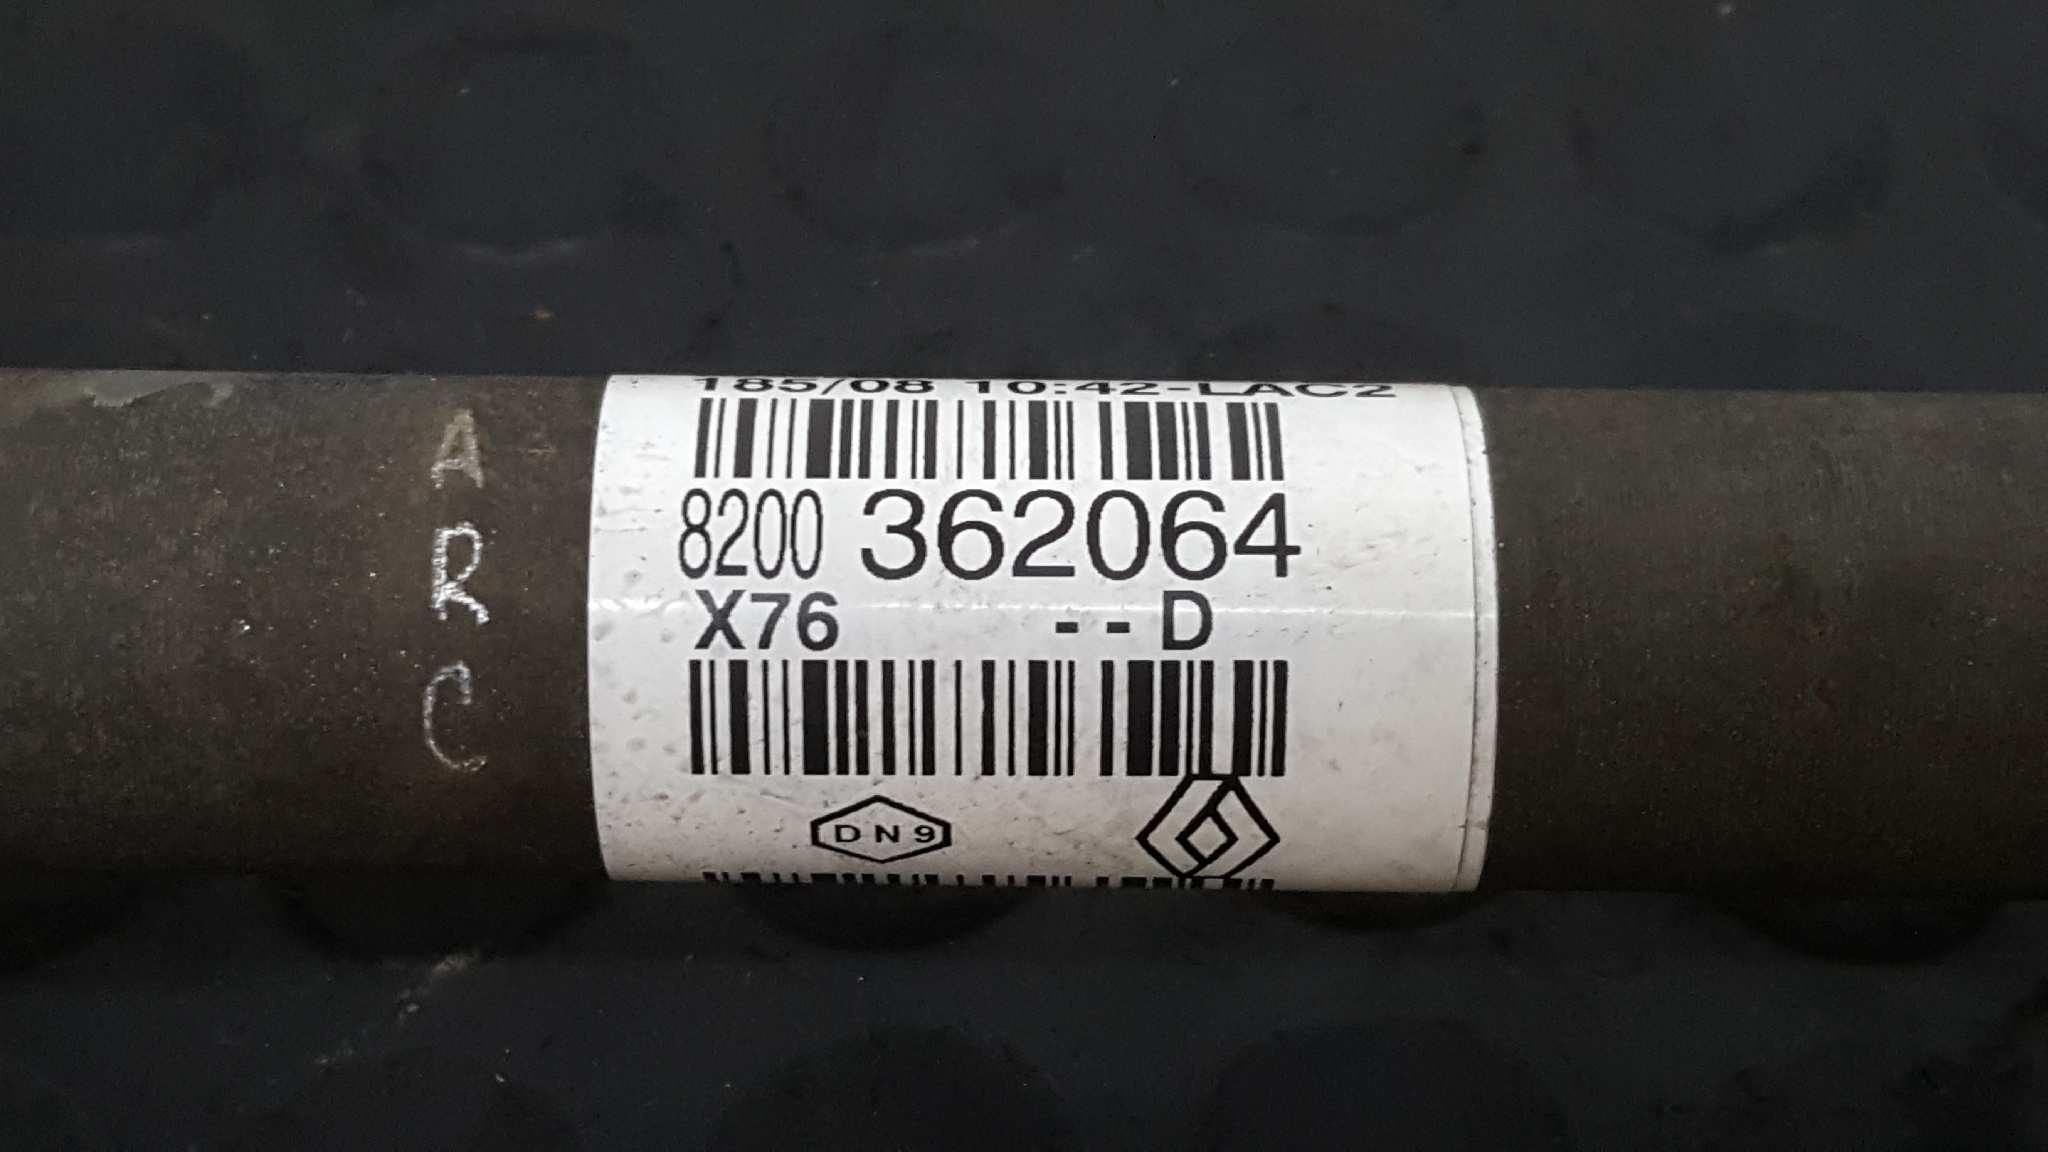 185/08 10:42-LAC2
8200 362064
X76 -- D
DN9
A
R
C